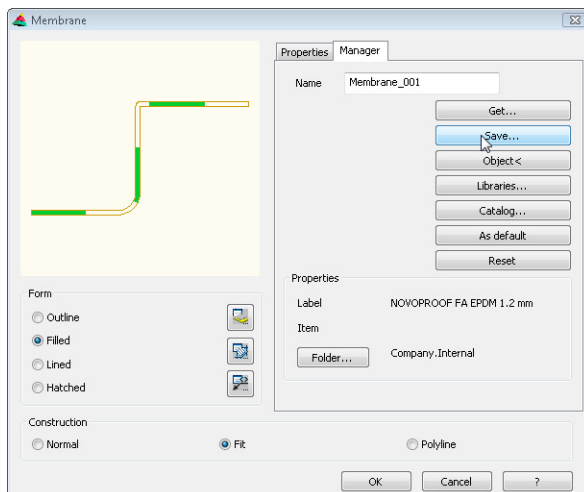 Membrane
Properties
Manager
Name
Membrane_001
Get...
Save...
Object<
Libraries...
Catalog...
As default
Reset
Properties
Label
NOVOPROOF FA EPDM 1.2 mm
Item
Folder...
Company.Internal
Form
Outline
Filled
Lined
Hatched
Construction
Normal
Fit
Polyline
OK
Cancel
?